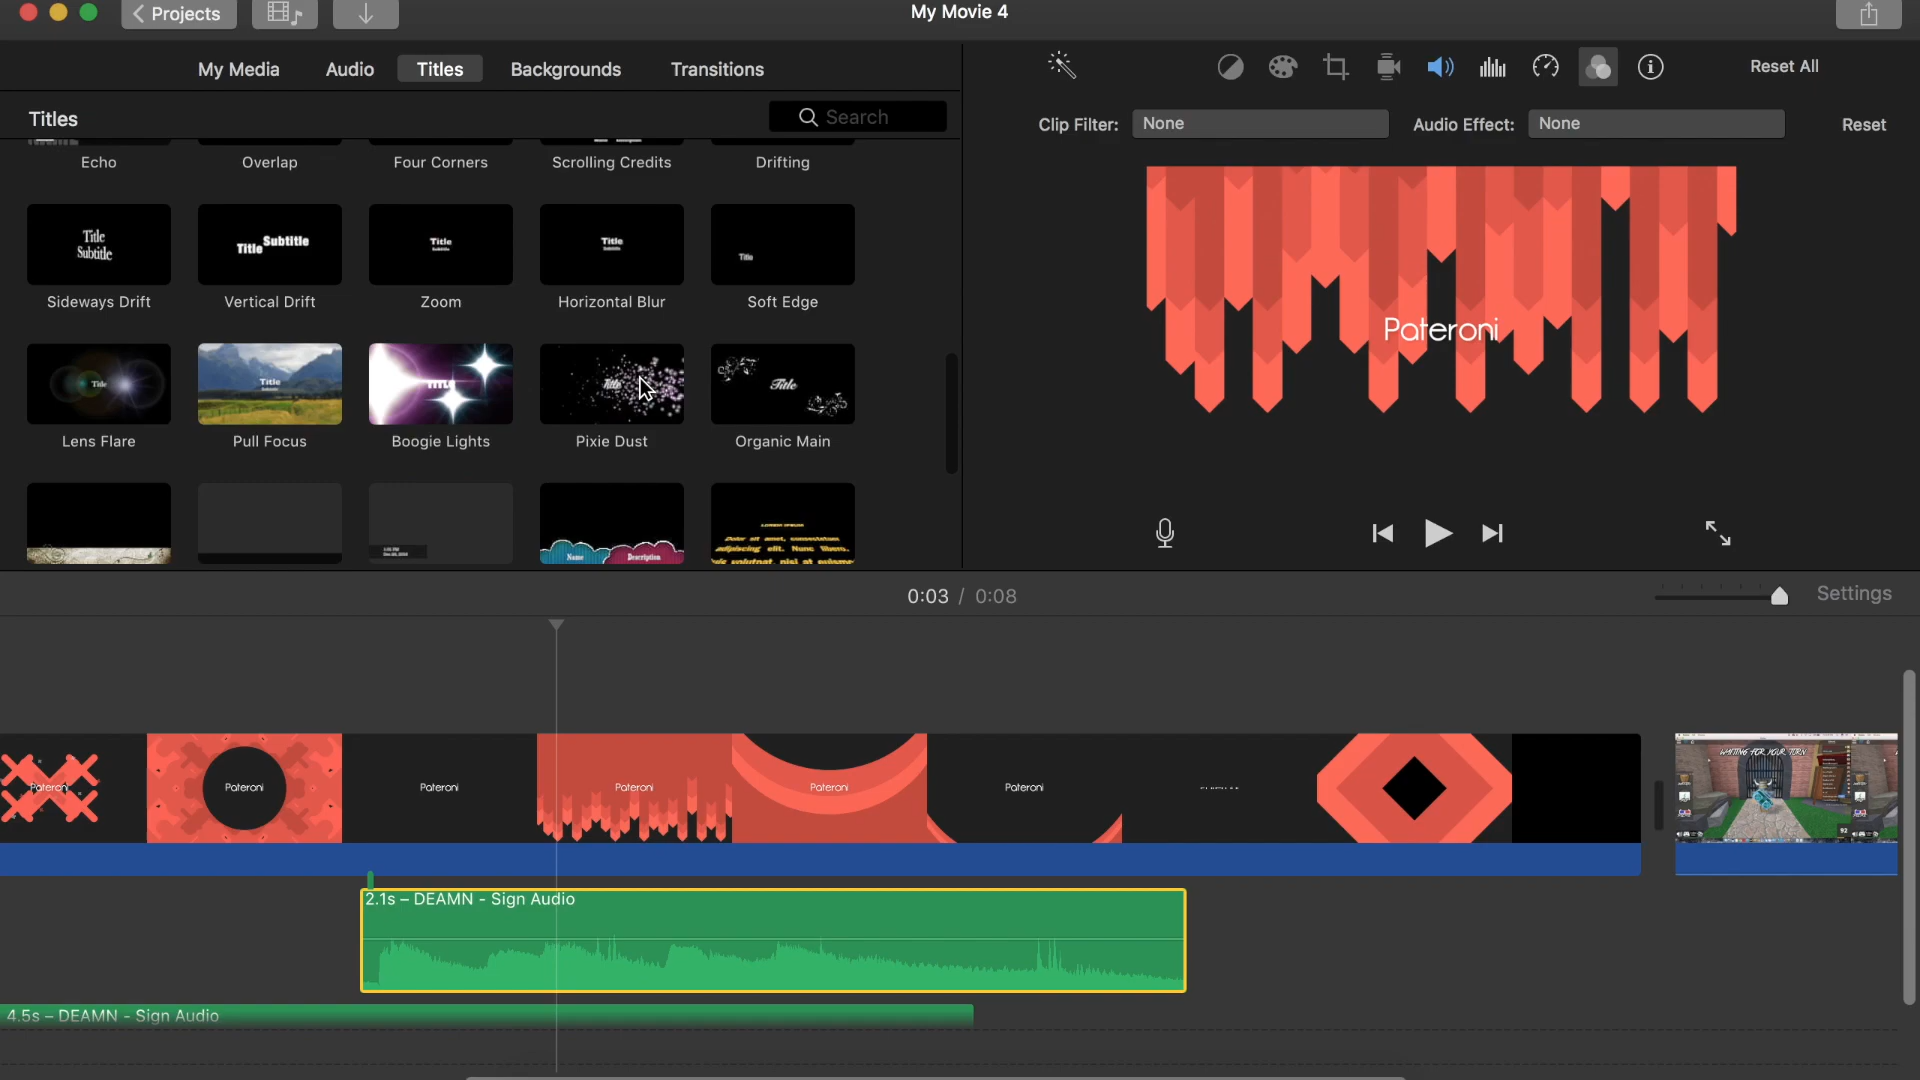 Projects
My Movie 4
My Media
Audio
Titles
Backgrounds
Transitions
Reset All
Titles
Search
Clip Filter:
None
Audio Effect:
None
Reset
Echo
Overlap
Four Corners
Scrolling Credits
Drifting
Title
Subtitle
Title Subtitle
Title
Title
Title
Sideways Drift
Vertical Drift
Zoom
Horizontal Blur
Soft Edge
Pateroni
Title
Title
TITLE
Title
Title
Lens Flare
Pull Focus
Boogie Lights
Pixie Dust
Organic Main
Name
Description
0:03 / 0:08
Settings
WAITING FOR YOUR TURN
Pateroni
Pateroni
Pateroni
Pateroni
Pateroni
Pateroni
92
2.1s – DEAMN - Sign Audio
4.5s – DEAMN - Sign Audio